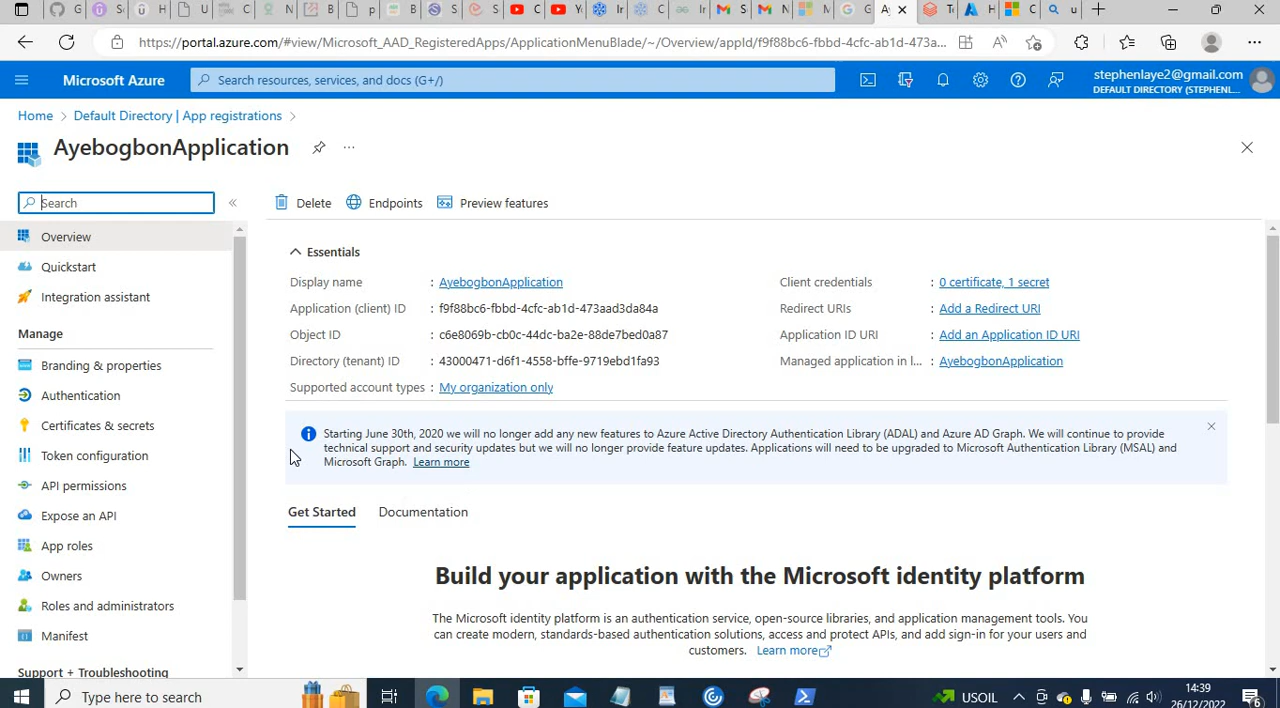 https://portal.azure.com/#view/Microsoft_AAD_RegisteredApps/ApplicationMenuBlade/~/Overview/appId/f9f88bc6-fbbd-4cfc-ab1d-473a...
Microsoft Azure
Search resources, services, and docs (G+/)
stephenlaye2@gmail.com
DEFAULT DIRECTORY (STEPHENL...
Home > Default Directory | App registrations >
AyebogbonApplication
Search
Delete
Endpoints
Preview features
Overview
Quickstart
Integration assistant
Manage
Branding & properties
Authentication
Certificates & secrets
Token configuration
API permissions
Expose an API
App roles
Owners
Roles and administrators
Manifest
Support + Troubleshooting
Essentials
Display name : AyebogbonApplication
Application (client) ID : f9f88bc6-fbbd-4cfc-ab1d-473aad3da84a
Object ID : c6e8069b-cb0c-44dc-ba2e-88de7bed0a87
Directory (tenant) ID : 43000471-d6f1-4558-bffe-9719ebd1fa93
Supported account types : My organization only
Client credentials : 0 certificate, 1 secret
Redirect URIs : Add a Redirect URI
Application ID URI : Add an Application ID URI
Managed application in l... : AyebogbonApplication
Starting June 30th, 2020 we will no longer add any new features to Azure Active Directory Authentication Library (ADAL) and Azure AD Graph. We will continue to provide
technical support and security updates but we will no longer provide feature updates. Applications will need to be upgraded to Microsoft Authentication Library (MSAL) and
Microsoft Graph. Learn more
Get Started
Documentation
Build your application with the Microsoft identity platform
The Microsoft identity platform is an authentication service, open-source libraries, and application management tools. You
can create modern, standards-based authentication solutions, access and protect APIs, and add sign-in for your users and
customers. Learn more
Type here to search
USOIL
14:39
26/12/2022
6